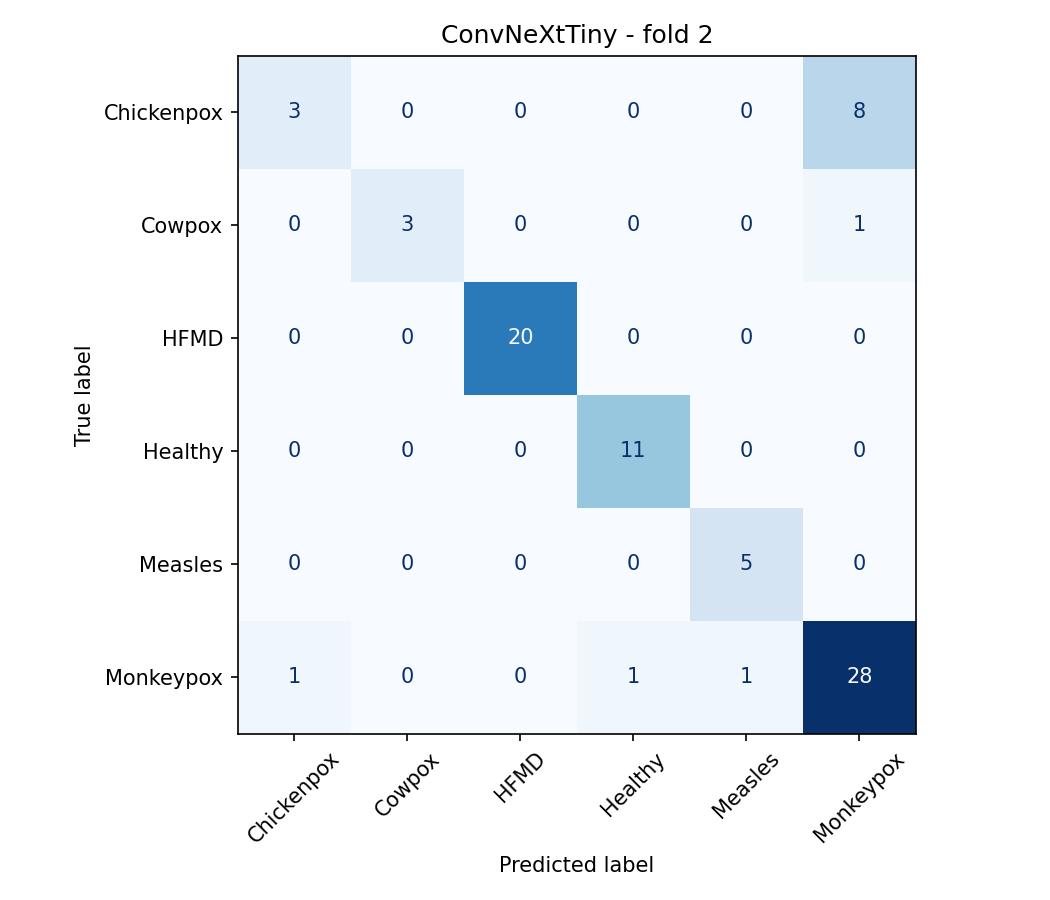 ConvNeXtTiny - fold 2
Chickenpox 3 0 0 0 0 8
Cowpox 0 3 0 0 0 1
HFMD 0 0 20 0 0 0
Healthy 0 0 0 11 0 0
Measles 0 0 0 0 5 0
Monkeypox 1 0 0 1 1 28
True label
Chickenpox Cowpox HFMD Healthy Measles Monkeypox
Predicted label